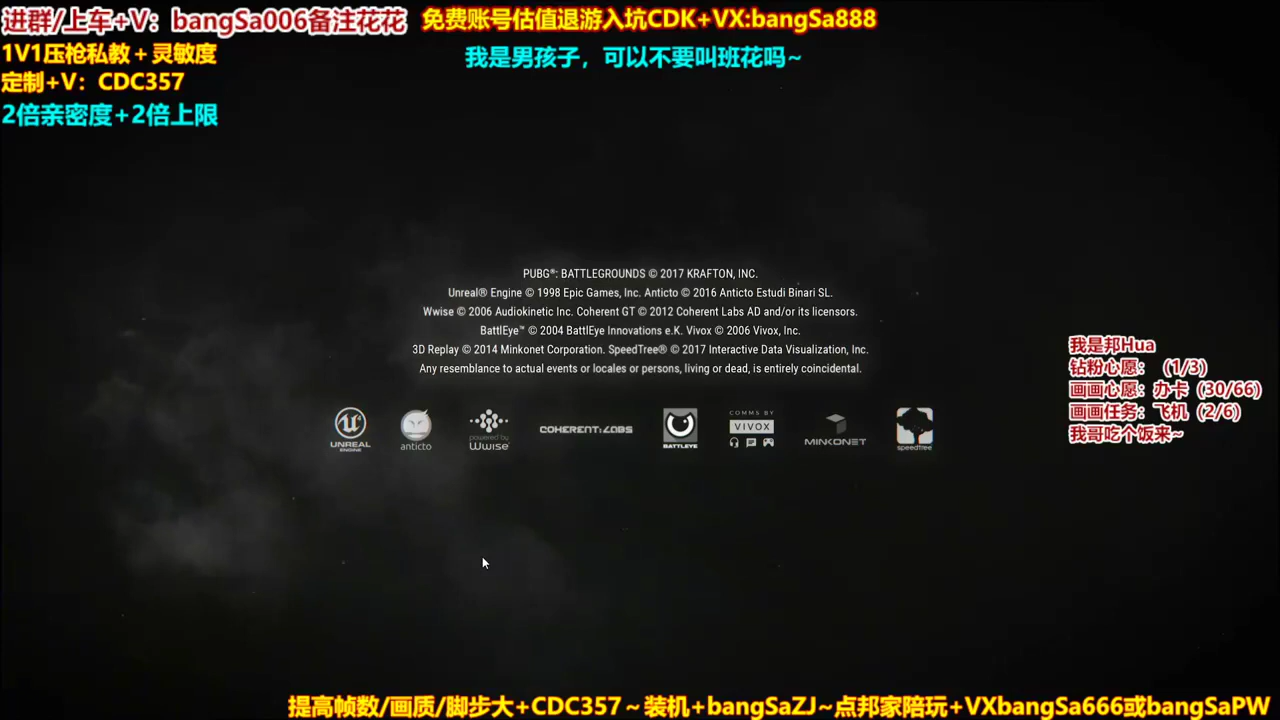 进群/上车+V：bangSa006备注花花
免费账号估值退游入坑CDK+VX:bangSa888
1V1压枪私教＋灵敏度
定制+V：CDC357
我是男孩子，可以不要叫班花吗~
2倍亲密度+2倍上限
PUBG®: BATTLEGROUNDS © 2017 KRAFTON, INC.
Unreal® Engine © 1998 Epic Games, Inc. Anticto © 2016 Anticto Estudi Binari SL.
Wwise © 2006 Audiokinetic Inc. Coherent GT © 2012 Coherent Labs AD and/or its licensors.
BattlEye™ © 2004 BattlEye Innovations e.K. Vivox © 2006 Vivox, Inc.
3D Replay © 2014 Minkonet Corporation. SpeedTree® © 2017 Interactive Data Visualization, Inc.
Any resemblance to actual events or locales or persons, living or dead, is entirely coincidental.
我是邦Hua
钻粉心愿：（1/3）
画画心愿：办卡（30/66）
画画任务：飞机（2/6）
我哥吃个饭来~
UNREAL ENGINE
anticto
powered by Wwise
COHERENT:LABS
BATTLEYE
COMMS BY VIVOX
MINKONET
speedtree
提高帧数/画质/脚步大+CDC357～装机+bangSaZJ~点邦家陪玩+VXbangSa666或bangSaPW